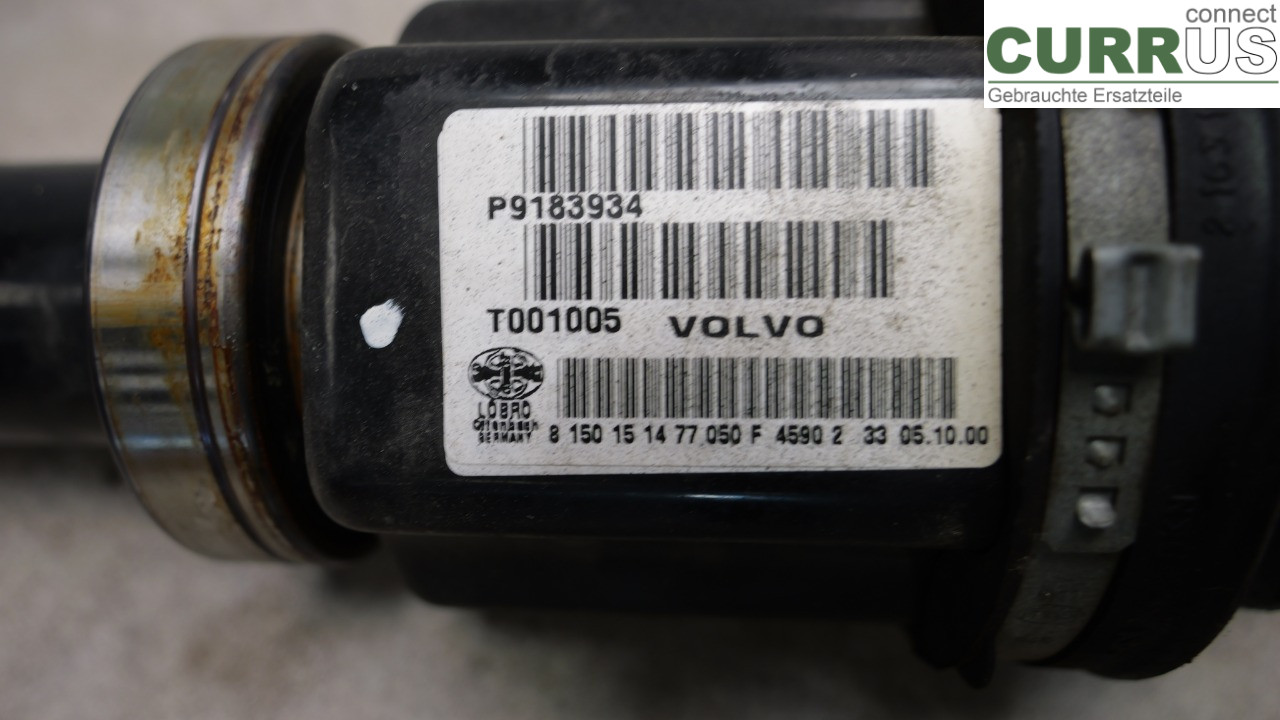 connect
CURRUS
Gebrauchte Ersatzteile
P9183934
T001005 VOLVO
LÖBRO
Offenbach
GERMANY
8 150 15 14 77 050 F 4590 2 33 05.10.00